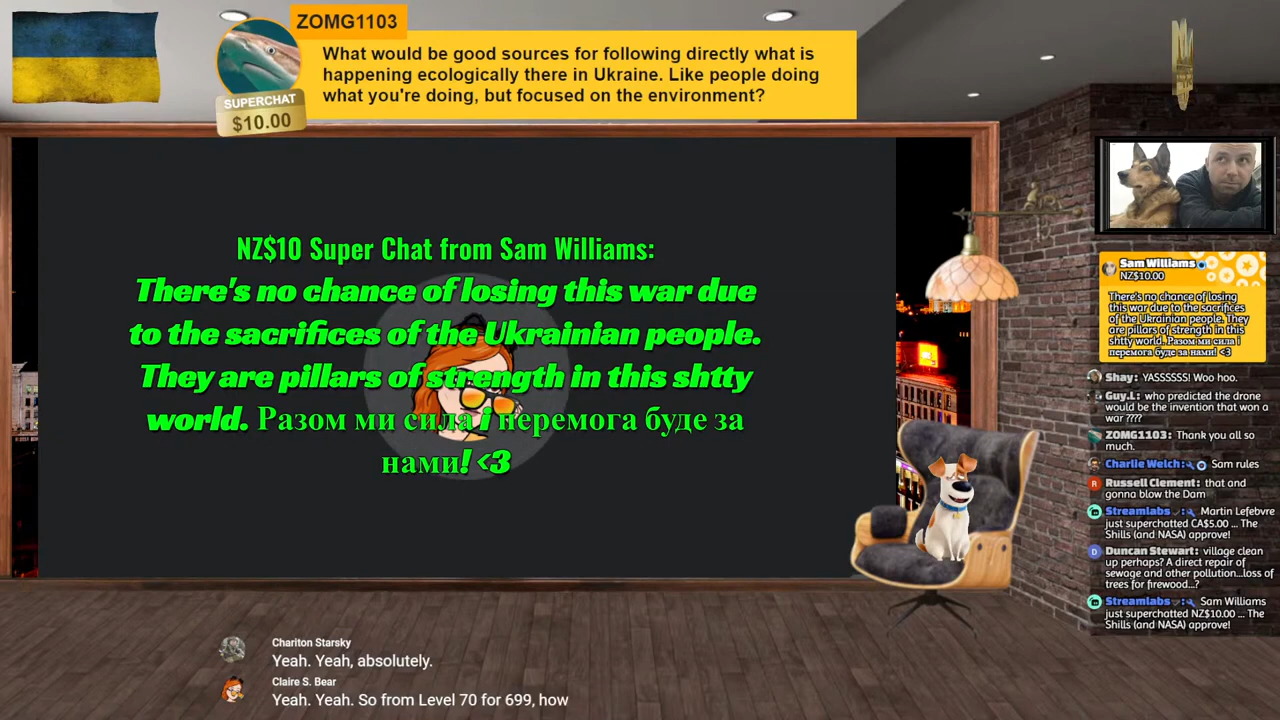 ZOMG1103
What would be good sources for following directly what is
happening ecologically there in Ukraine. Like people doing
what you're doing, but focused on the environment?
SUPERCHAT
$10.00
NZ$10 Super Chat from Sam Williams:
There's no chance of losing this war due
to the sacrifices of the Ukrainian people.
They are pillars of strength in this shtty
world. Разом ми сила і перемога буде за
нами! <3
Sam Williams
NZ$10.00
There's no chance of losing
this war due to the sacrifices
of the Ukrainian people. They
are pillars of strength in this
shtty world. Разом ми сила і
перемога буде за нами! <3
Shay: YASSSSSS! Woo hoo.
Guy.L: who predicted the drone
would be the invention that won a
war ????
ZOMG1103: Thank you all so
much.
Charlie Welch: Sam rules
Russell Clement: that and
gonna blow the Dam
Streamlabs: Martin Lefebvre
just superchatted CA$5.00 ... The
Shills (and NASA) approve!
Duncan Stewart: village clean
up perhaps? A direct repair of
sewage and other pollution...loss of
trees for firewood...?
Streamlabs: Sam Williams
just superchatted NZ$10.00 ... The
Shills (and NASA) approve!
Chariton Starsky
Yeah. Yeah, absolutely.
Claire S. Bear
Yeah. Yeah. So from Level 70 for 699, how